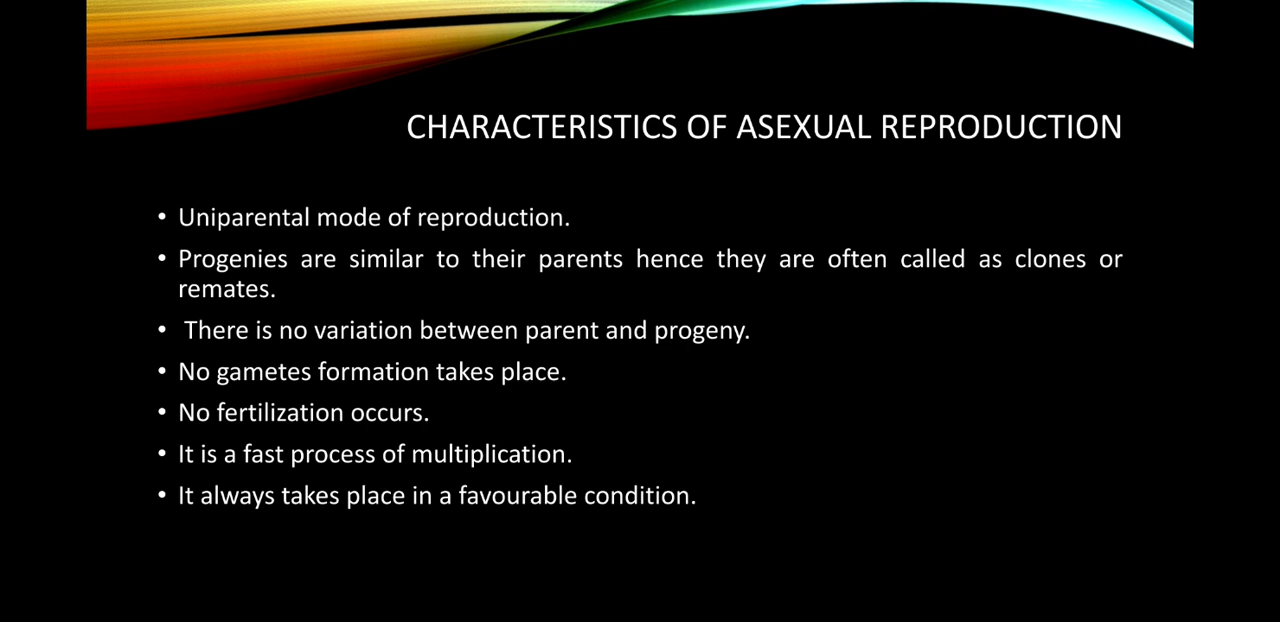 CHARACTERISTICS OF ASEXUAL REPRODUCTION
• Uniparental mode of reproduction.
• Progenies are similar to their parents hence they are often called as clones or
remates.
• There is no variation between parent and progeny.
• No gametes formation takes place.
• No fertilization occurs.
• It is a fast process of multiplication.
• It always takes place in a favourable condition.